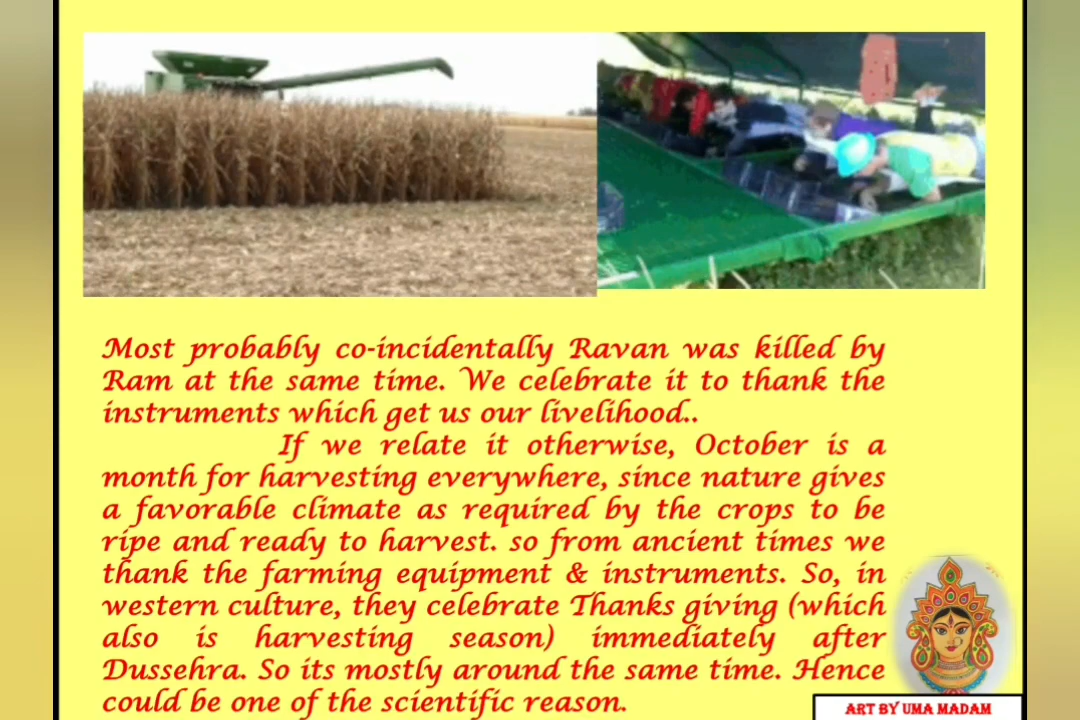 Most probably co-incidentally Ravan was killed by
Ram at the same time. We celebrate it to thank the
instruments which get us our livelihood..
If we relate it otherwise, October is a
month for harvesting everywhere, since nature gives
a favorable climate as required by the crops to be
ripe and ready to harvest. so from ancient times we
thank the farming equipment & instruments. So, in
western culture, they celebrate Thanks giving (which
also is harvesting season) immediately after
Dussehra. So its mostly around the same time. Hence
could be one of the scientific reason.
ART BY UMA MADAM